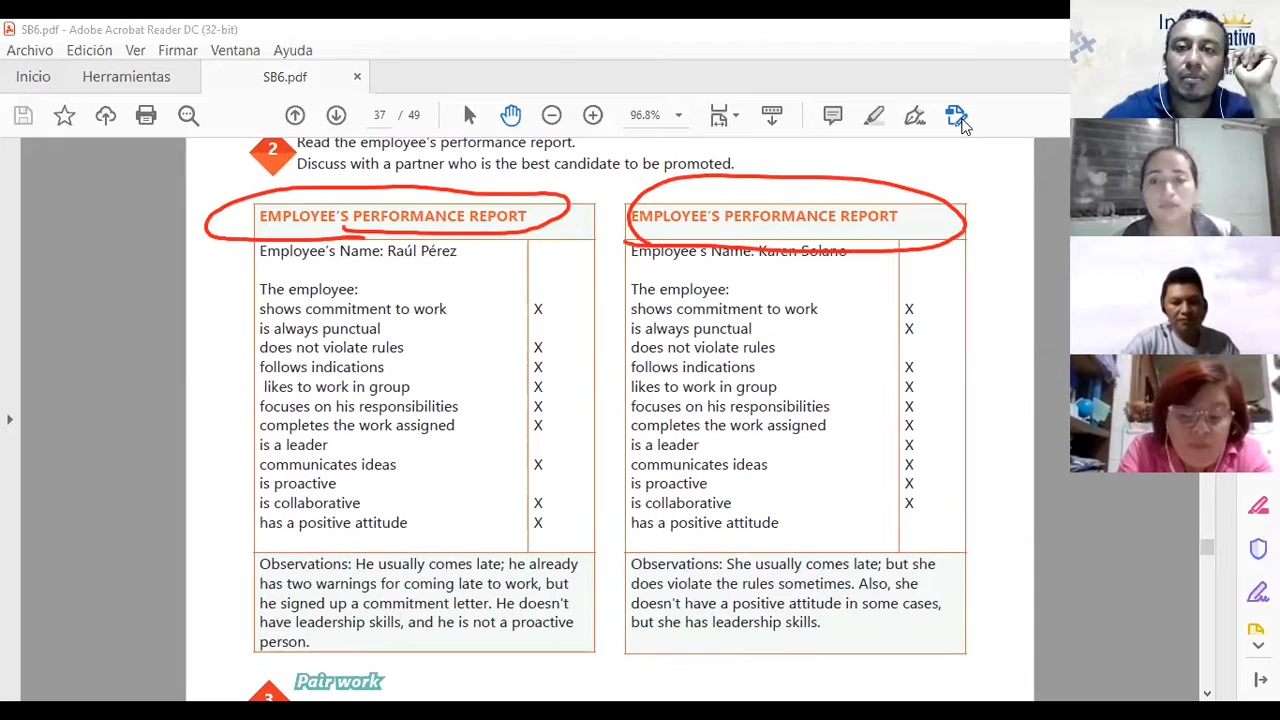 SB6.pdf - Adobe Acrobat Reader DC (32-bit)
Archivo Edición Ver Firmar Ventana Ayuda
Inicio Herramientas SB6.pdf ×
37 / 49 96.8%
2 Read the employee's performance report.
Discuss with a partner who is the best candidate to be promoted.
EMPLOYEE'S PERFORMANCE REPORT
Employee's Name: Raúl Pérez
The employee:
shows commitment to work X
is always punctual
does not violate rules X
follows indications X
likes to work in group X
focuses on his responsibilities X
completes the work assigned X
is a leader
communicates ideas X
is proactive
is collaborative X
has a positive attitude X
Observations: He usually comes late; he already
has two warnings for coming late to work, but
he signed up a commitment letter. He doesn't
have leadership skills, and he is not a proactive
person.
EMPLOYEE'S PERFORMANCE REPORT
Employee's Name: Karen Solano
The employee:
shows commitment to work X
is always punctual X
does not violate rules
follows indications X
likes to work in group X
focuses on his responsibilities X
completes the work assigned X
is a leader X
communicates ideas X
is proactive X
is collaborative X
has a positive attitude
Observations: She usually comes late; but she
does violate the rules sometimes. Also, she
doesn't have a positive attitude in some cases,
but she has leadership skills.
3 Pair work